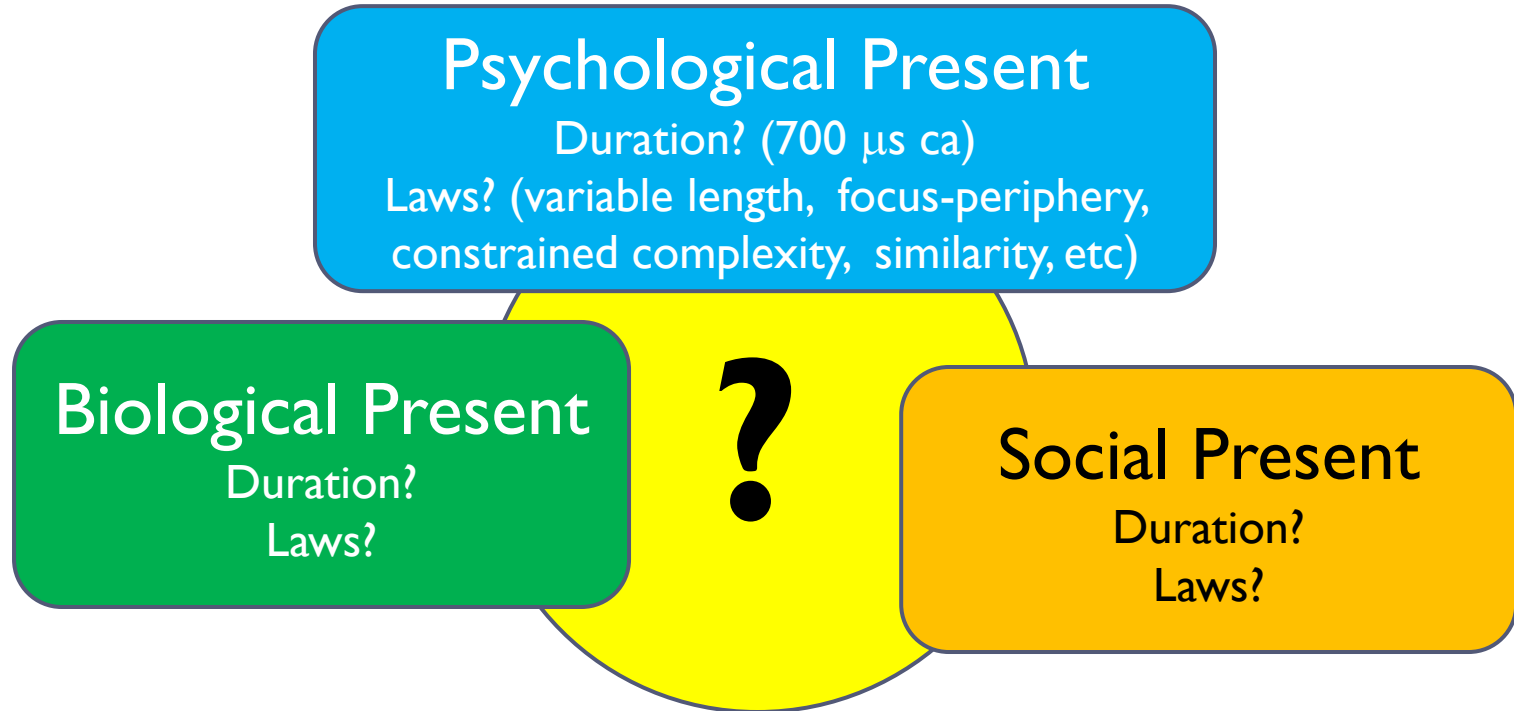 Psychological Present
Duration? (700 μs ca)
Laws? (variable length, focus-periphery,
constrained complexity, similarity, etc)
Biological Present
Duration?
Laws?
?
Social Present
Duration?
Laws?